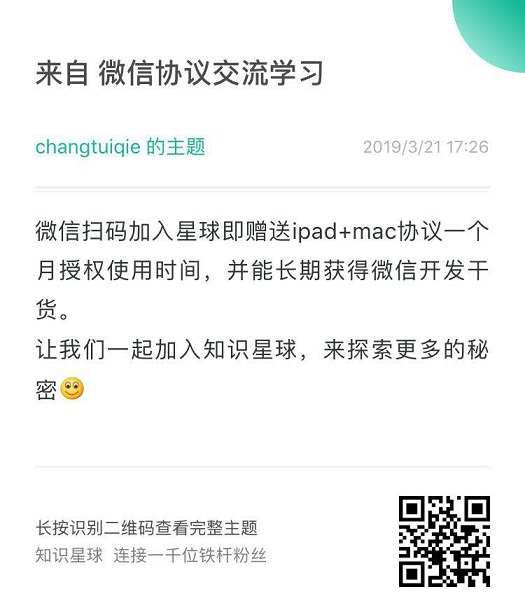 来自 微信协议交流学习
changtuiqie 的主题
2019/3/21 17:26
微信扫码加入星球即赠送ipad+mac协议一个
月授权使用时间，并能长期获得微信开发干
货。
让我们一起加入知识星球，来探索更多的秘
密
长按识别二维码查看完整主题
知识星球 连接一千位铁杆粉丝